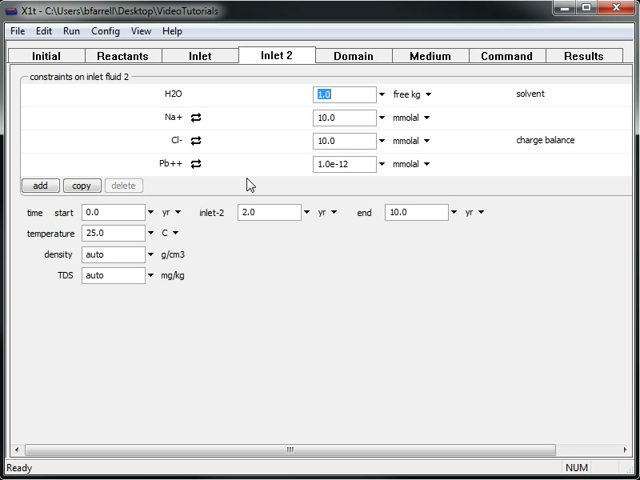 X1t - C:\Users\bfarrell\Desktop\VideoTutorials
File Edit Run Config View Help
Initial Reactants Inlet Inlet 2 Domain Medium Command Results
constraints on inlet fluid 2
H2O 1.0 free kg solvent
Na+ 10.0 mmolal
Cl- 10.0 mmolal charge balance
Pb++ 1.0e-12 mmolal
add copy delete
time start 0.0 yr inlet-2 2.0 yr end 10.0 yr
temperature 25.0 C
density auto g/cm3
TDS auto mg/kg
Ready NUM